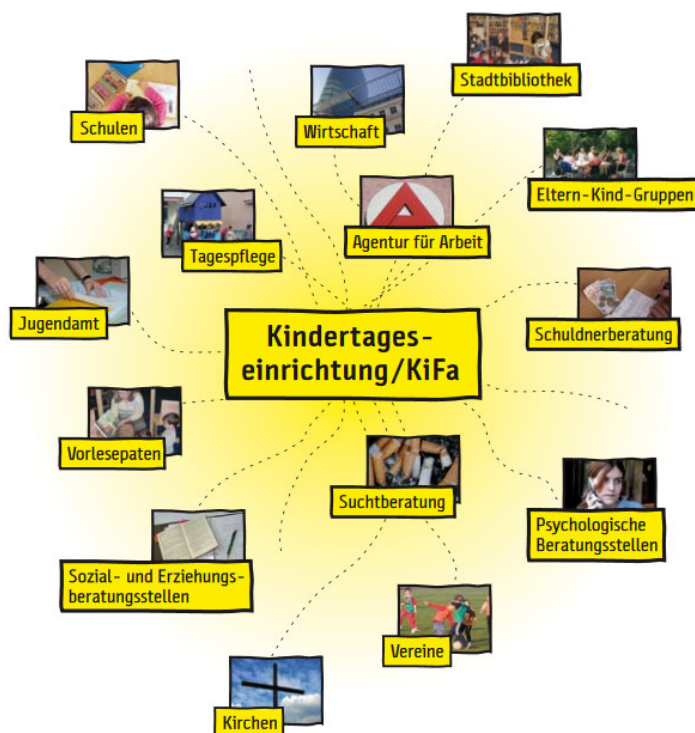 Stadtbibliothek
Schulen
Wirtschaft
Eltern-Kind-Gruppen
Tagespflege
Agentur für Arbeit
Jugendamt
Schuldnerberatung
Kindertages-
einrichtung/KiFa
Vorlesepaten
Suchtberatung
Psychologische
Beratungsstellen
Sozial- und Erziehungs-
beratungsstellen
Vereine
Kirchen